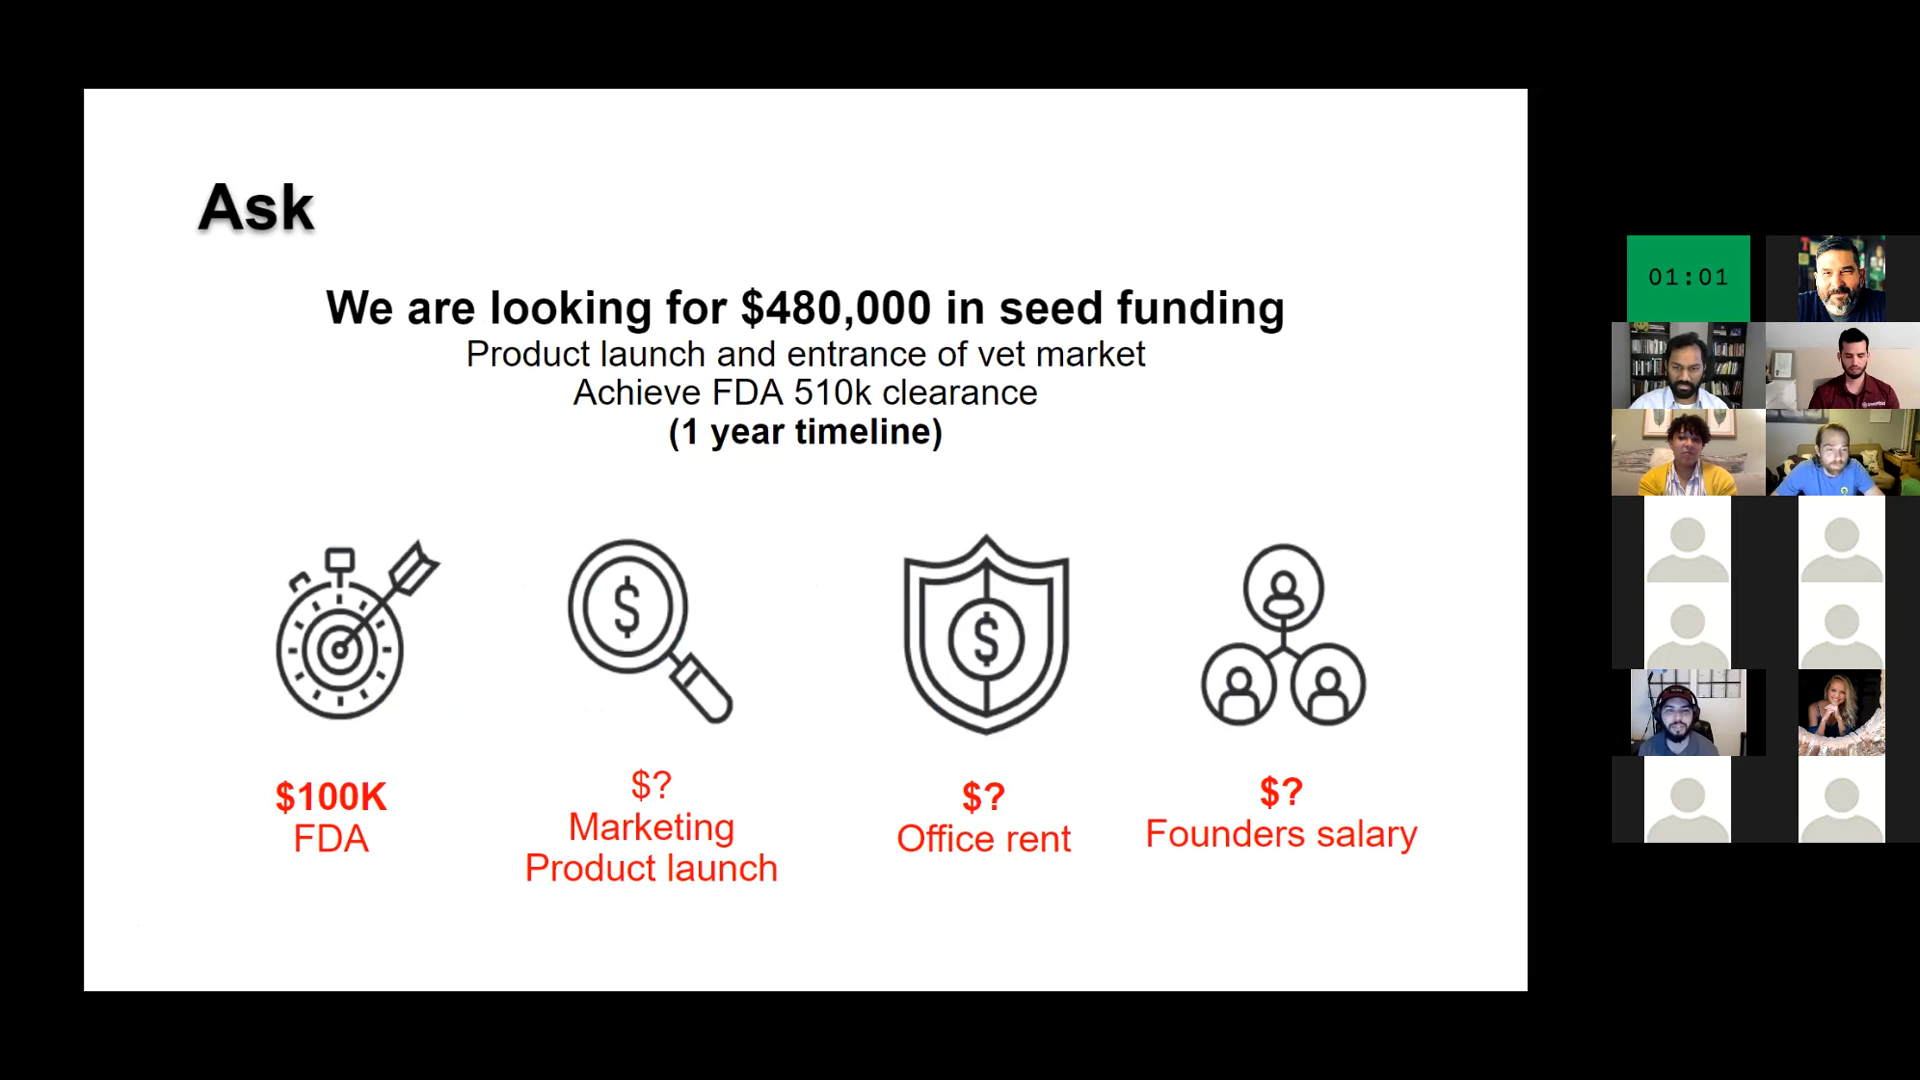 Ask
We are looking for $480,000 in seed funding
Product launch and entrance of vet market
Achieve FDA 510k clearance
(1 year timeline)
$
$
$100K
FDA
$?
Marketing
Product launch
$?
Office rent
$?
Founders salary
01:01